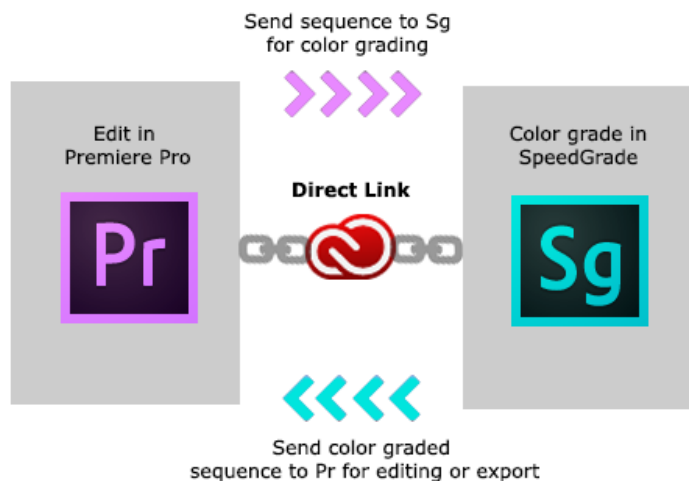 Send sequence to Sg
for color grading
Edit in
Premiere Pro
Pr
Direct Link
Color grade in
SpeedGrade
Sg
Send color graded
sequence to Pr for editing or export